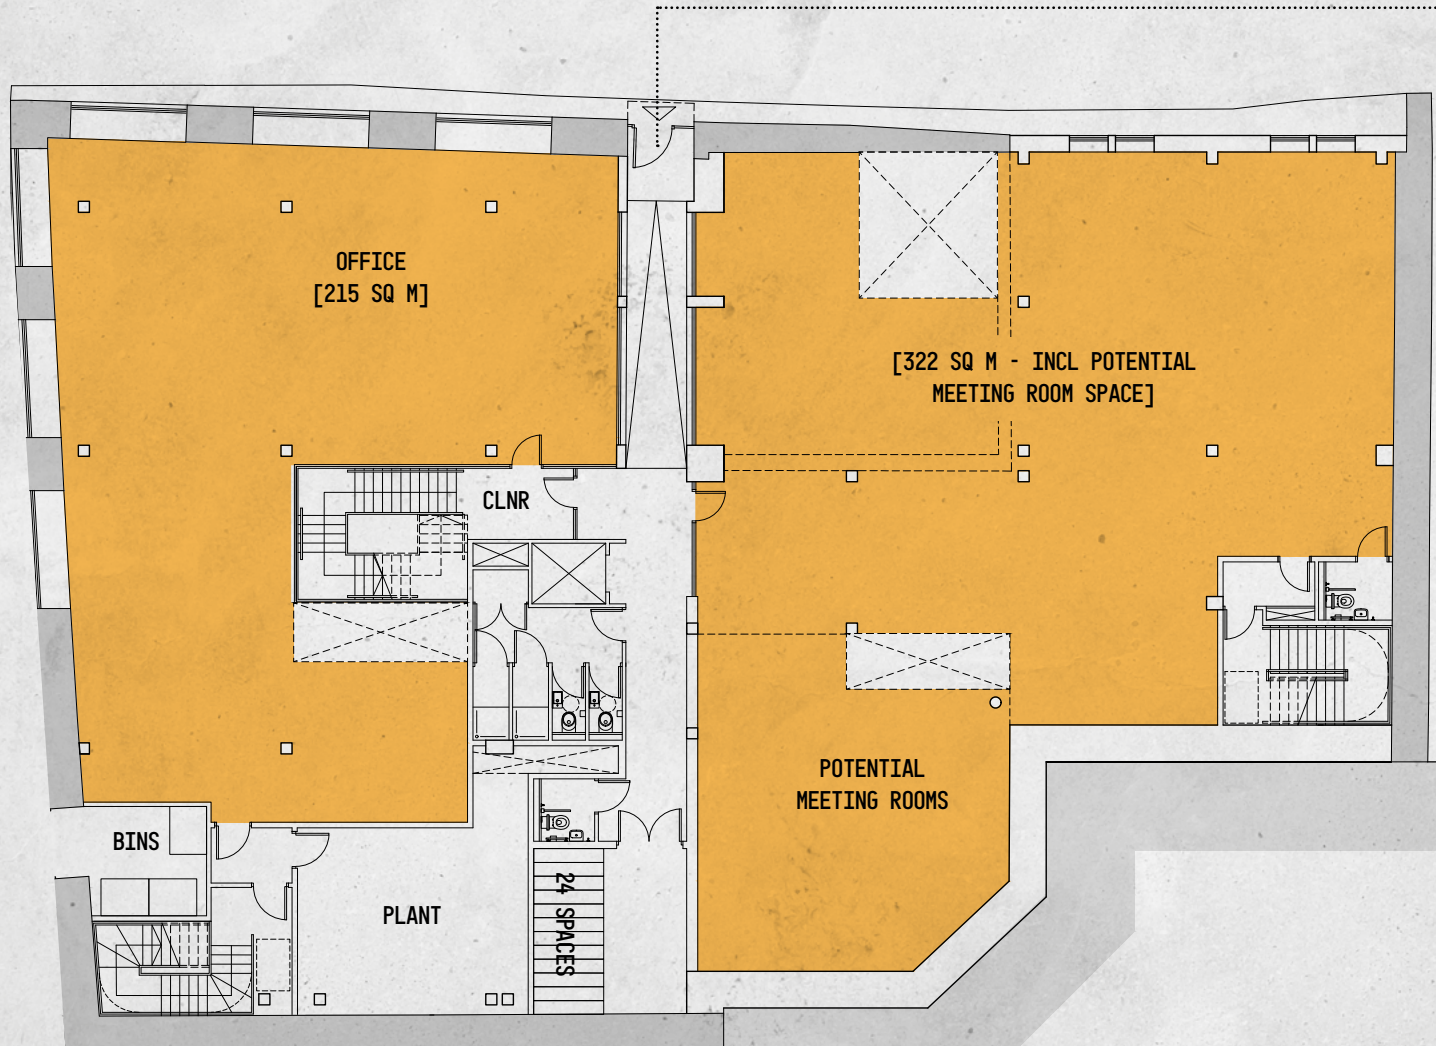 OFFICE
[215 SQ M]
[322 SQ M - INCL POTENTIAL
MEETING ROOM SPACE]
CLNR
POTENTIAL
MEETING ROOMS
BINS
PLANT
24 SPACES